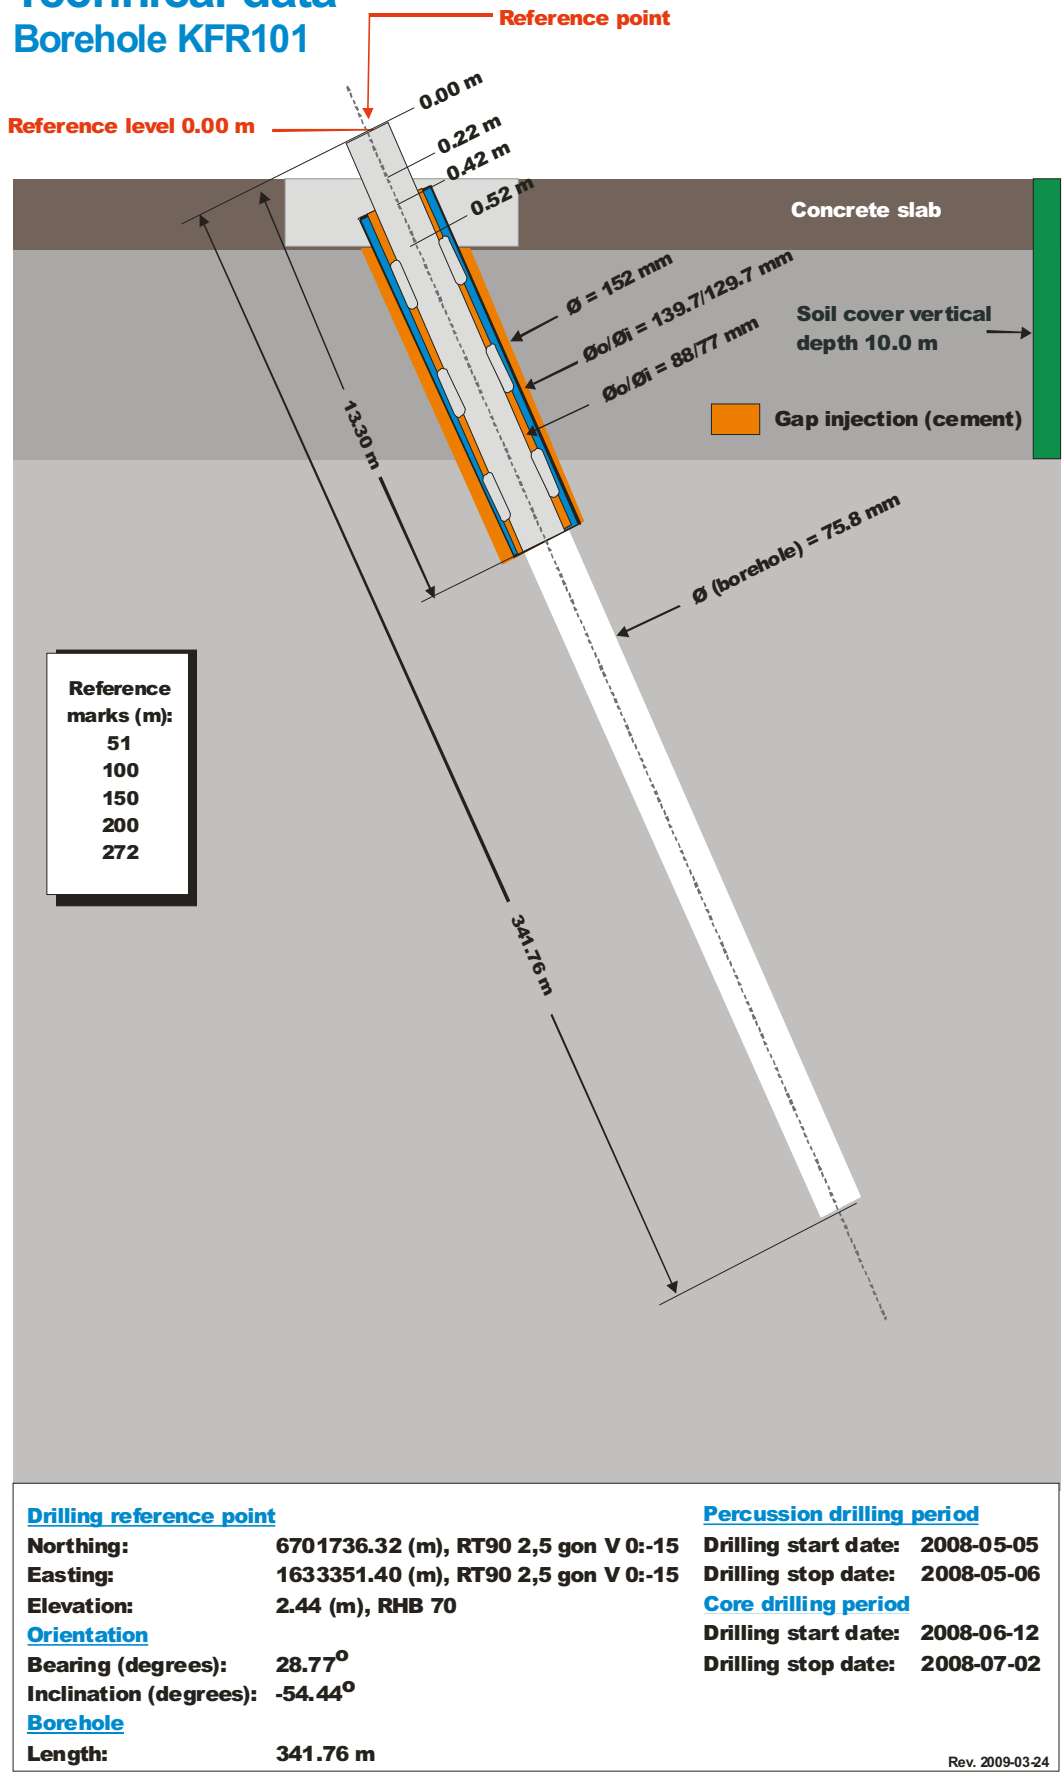 Technical data
Borehole KFR101
Reference point
Reference level 0.00 m
0.00 m
0.22 m
0.42 m
0.52 m
Concrete slab
Ø = 152 mm
Øo/Øi = 139.7/129.7 mm
Øo/Øi = 88/77 mm
Soil cover vertical
depth 10.0 m
Gap injection (cement)
13.30 m
Ø (borehole) = 75.8 mm
Reference
marks (m):
51
100
150
200
272
341.76 m
Drilling reference point
Northing: 6701736.32 (m), RT90 2,5 gon V 0:-15
Easting: 1633351.40 (m), RT90 2,5 gon V 0:-15
Elevation: 2.44 (m), RHB 70
Orientation
Bearing (degrees): 28.77°
Inclination (degrees): -54.44°
Borehole
Length: 341.76 m
Percussion drilling period
Drilling start date: 2008-05-05
Drilling stop date: 2008-05-06
Core drilling period
Drilling start date: 2008-06-12
Drilling stop date: 2008-07-02
Rev. 2009-03-24